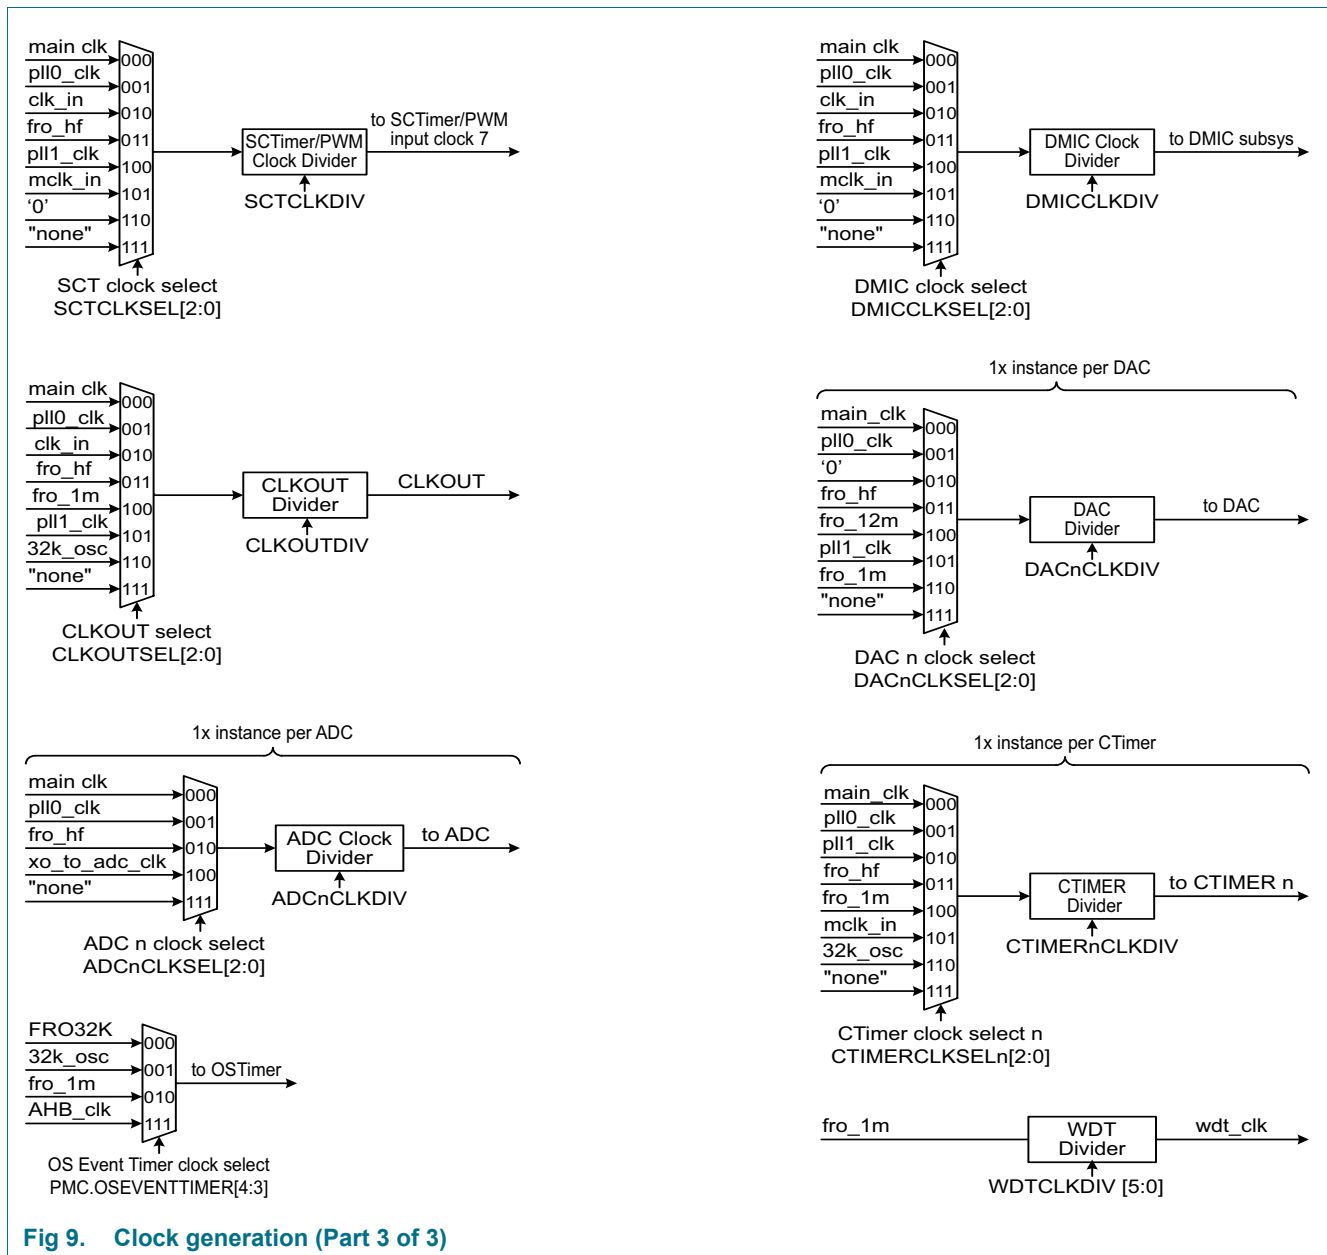 main clk
pll0_clk
clk_in
fro_hf
pll1_clk
mclk_in
‘0’
"none"
000
001
010
011
100
101
110
111
SCTimer/PWM
Clock Divider
to SCTimer/PWM
input clock 7
SCTCLKDIV
SCT clock select
SCTCLKSEL[2:0]
main clk
pll0_clk
clk_in
fro_hf
pll1_clk
mclk_in
‘0’
"none"
000
001
010
011
100
101
110
111
DMIC Clock
Divider
to DMIC subsys
DMICCLKDIV
DMIC clock select
DMICCLKSEL[2:0]
main clk
pll0_clk
clk_in
fro_hf
fro_1m
pll1_clk
32k_osc
"none"
000
001
010
011
100
101
110
111
CLKOUT
Divider
CLKOUT
CLKOUTDIV
CLKOUT select
CLKOUTSEL[2:0]
1x instance per DAC
main_clk
pll0_clk
‘0’
fro_hf
fro_12m
pll1_clk
fro_1m
"none"
000
001
010
011
100
101
110
111
DAC
Divider
to DAC
DACnCLKDIV
DAC n clock select
DACnCLKSEL[2:0]
1x instance per ADC
main clk
pll0_clk
fro_hf
xo_to_adc_clk
"none"
000
001
010
100
111
ADC Clock
Divider
to ADC
ADCnCLKDIV
ADC n clock select
ADCnCLKSEL[2:0]
1x instance per CTimer
main_clk
pll0_clk
pll1_clk
fro_hf
fro_1m
mclk_in
32k_osc
"none"
000
001
010
011
100
101
110
111
CTIMER
Divider
to CTIMER n
CTIMERnCLKDIV
CTimer clock select n
CTIMERCLKSELn[2:0]
FRO32K
32k_osc
fro_1m
AHB_clk
000
001
010
111
to OSTimer
OS Event Timer clock select
PMC.OSEVENTTIMER[4:3]
fro_1m
WDT
Divider
wdt_clk
WDTCLKDIV [5:0]
Fig 9. Clock generation (Part 3 of 3)